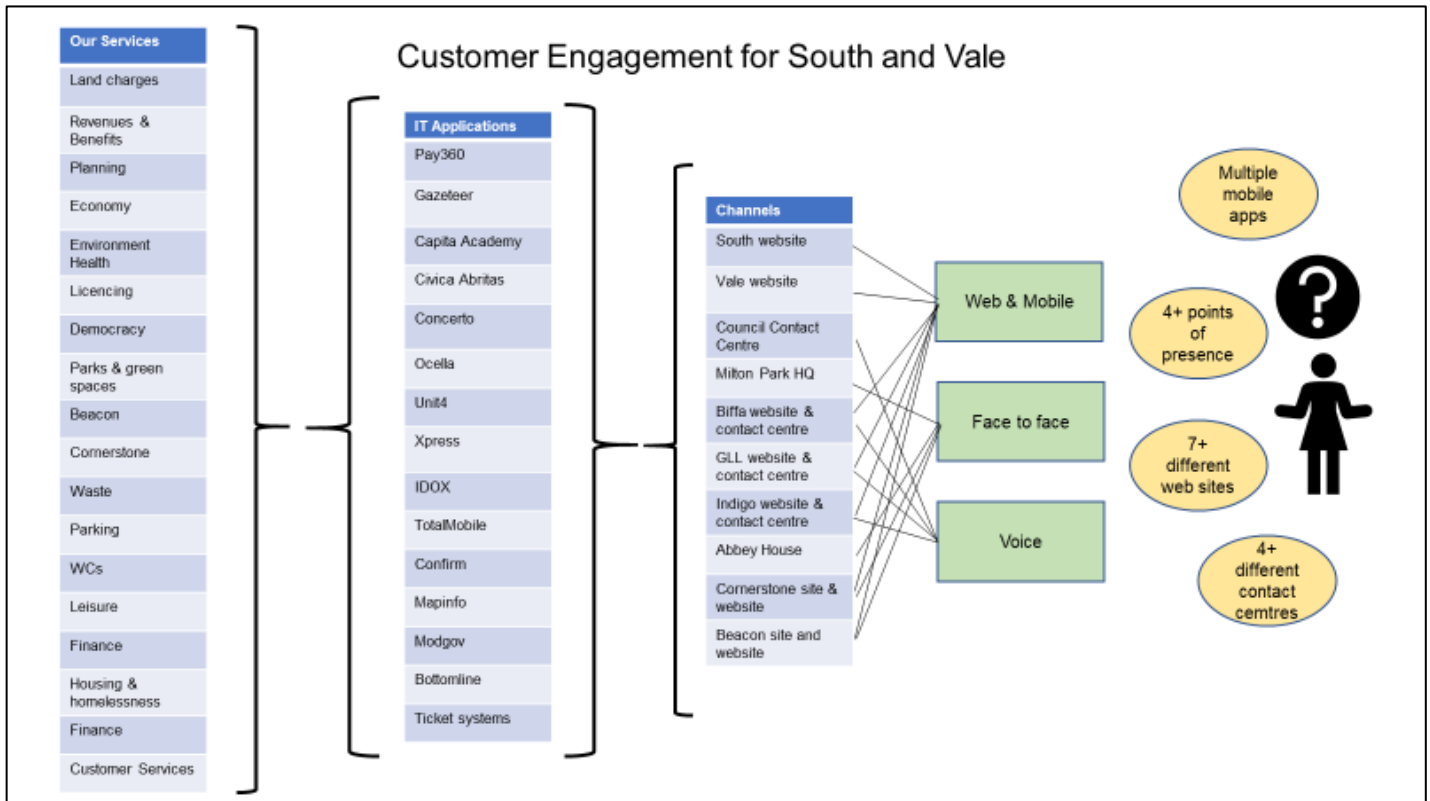 Customer Engagement for South and Vale
Our Services
Land charges
Revenues &
Benefits
Planning
Economy
Environment
Health
Licencing
Democracy
Parks & green
spaces
Beacon
Cornerstone
Waste
Parking
WCs
Leisure
Finance
Housing &
homelessness
Finance
Customer Services
IT Applications
Pay360
Gazeteer
Capita Academy
Civica Abritas
Concerto
Ocella
Unit4
Xpress
IDOX
TotalMobile
Confirm
Mapinfo
Modgov
Bottomline
Ticket systems
Channels
South website
Vale website
Council Contact
Centre
Milton Park HQ
Biffa website &
contact centre
GLL website &
contact centre
Indigo website &
contact centre
Abbey House
Cornerstone site &
website
Beacon site and
website
Web & Mobile
Face to face
Voice
Multiple
mobile
apps
4+ points
of
presence
7+
different
web sites
4+
different
contact
cemtres
?